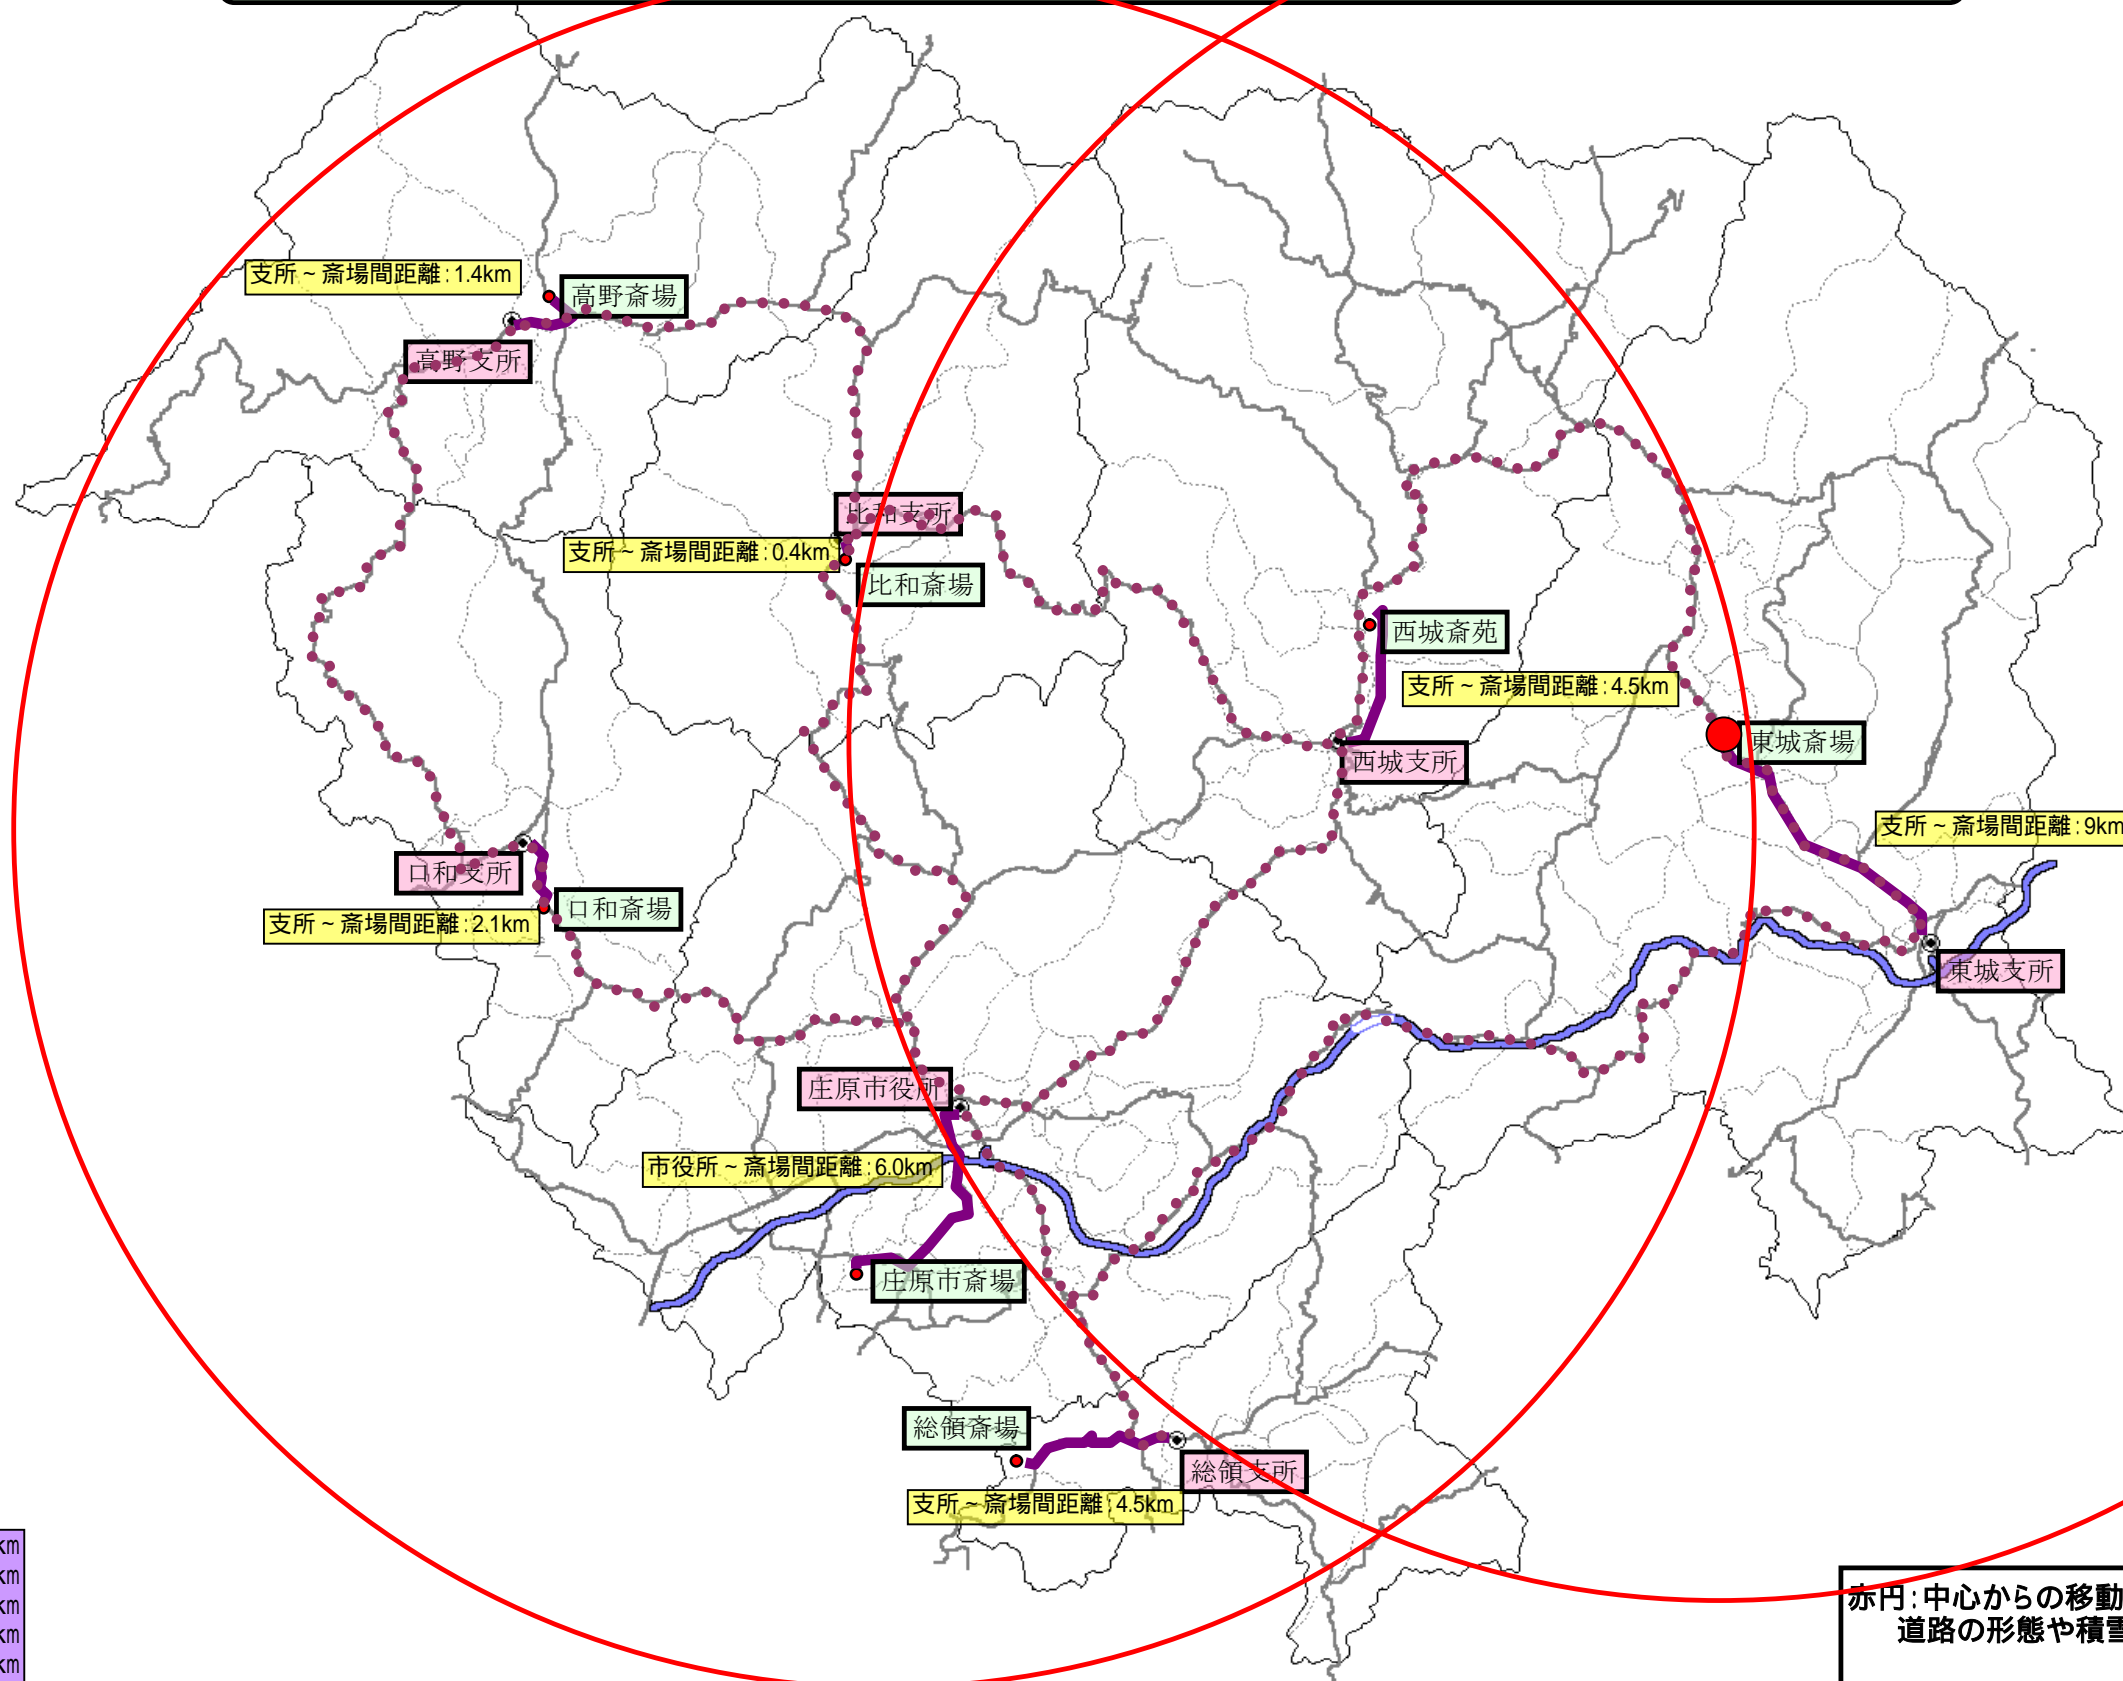 支所～斎場間距離：1.4km
高野斎場
高野支所
比和支所
支所～斎場間距離：0.4km
比和斎場
西城斎苑
支所～斎場間距離：4.5km
東城斎場
西城支所
支所～斎場間距離：9km
口和支所
口和斎場
支所～斎場間距離：2.1km
東城支所
庄原市役所
市役所～斎場間距離：6.0km
庄原市斎場
総領斎場
総領支所
支所～斎場間距離：4.5km
km
km
km
km
km
赤円：中心からの移動
道路の形態や積雪